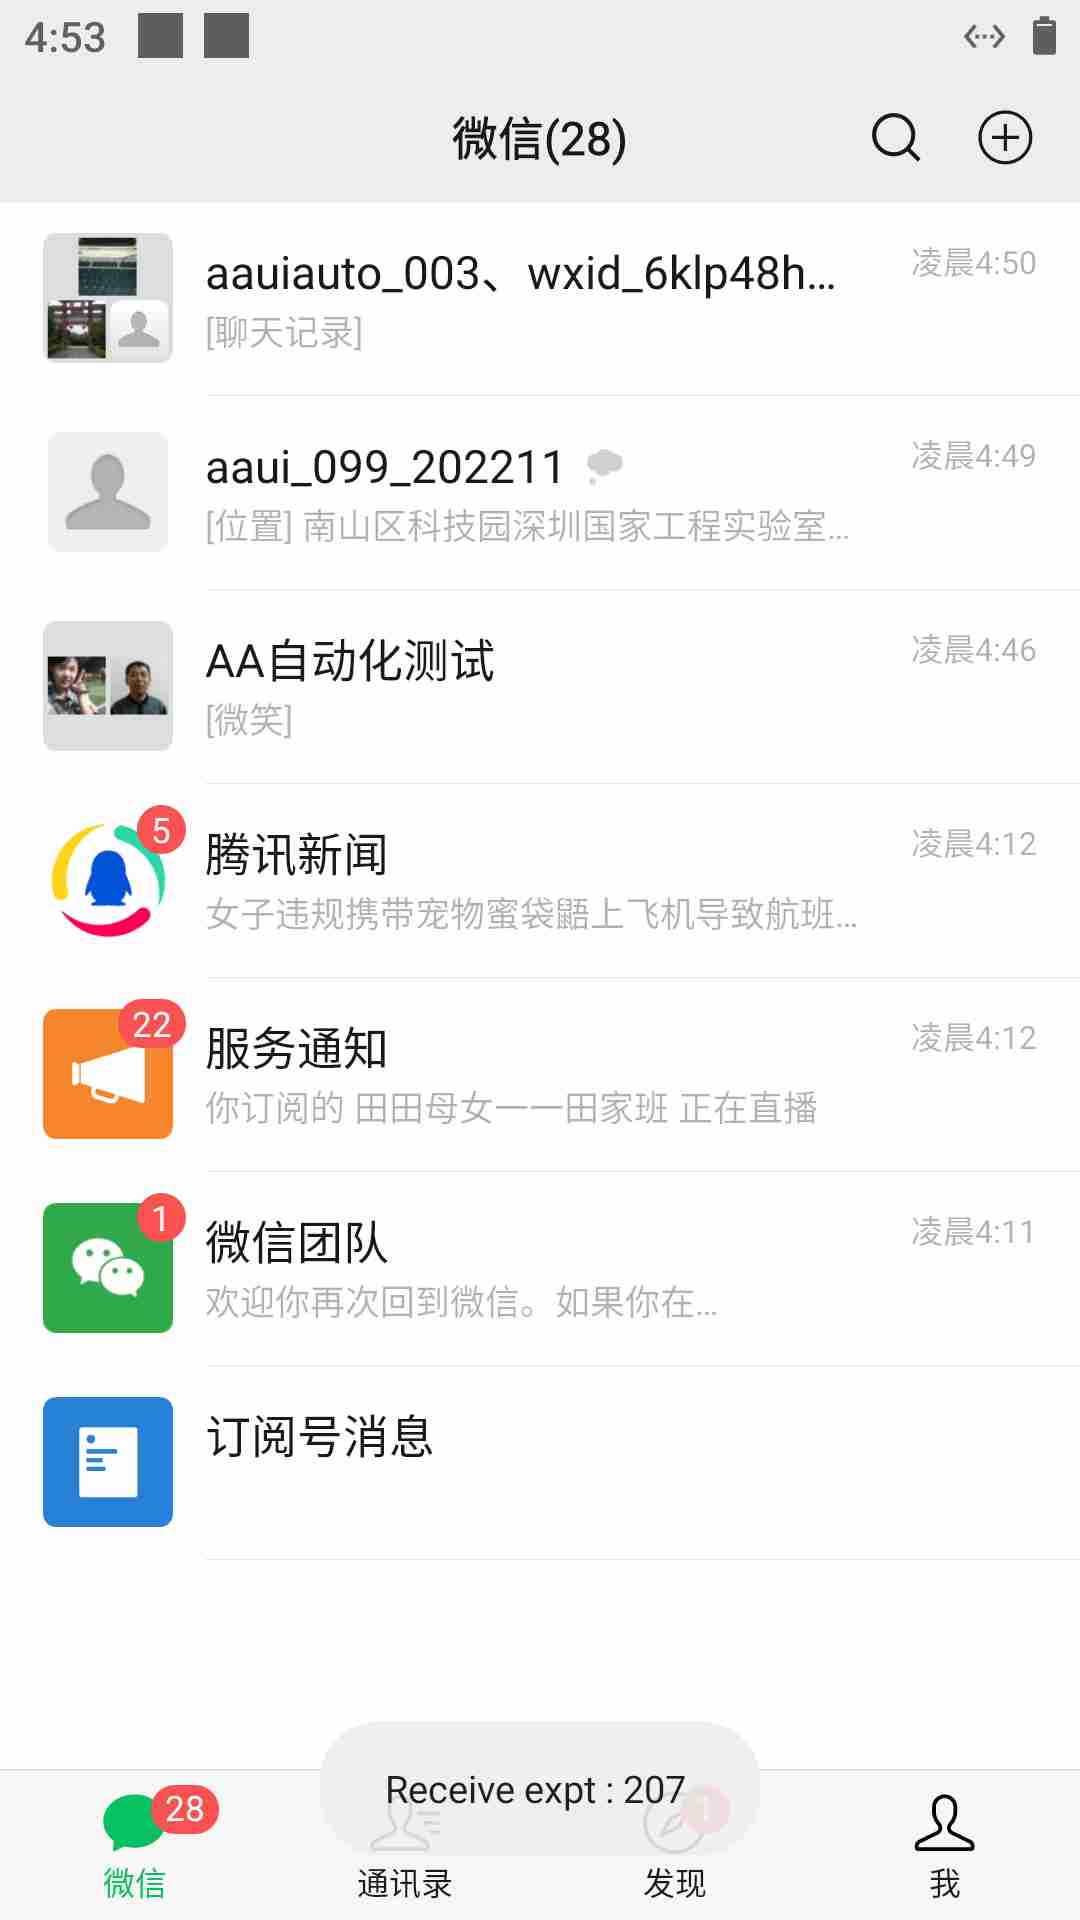 4:53
微信(28)
aauiauto_003、wxid_6klp48h...
凌晨4:50
[聊天记录]
aaui_099_202211
凌晨4:49
[位置] 南山区科技园深圳国家工程实验室...
AA自动化测试
凌晨4:46
[微笑]
5
腾讯新闻
凌晨4:12
女子违规携带宠物蜜袋鼯上飞机导致航班...
22
服务通知
凌晨4:12
你订阅的 田田母女一一田家班 正在直播
1
微信团队
凌晨4:11
欢迎你再次回到微信。如果你在...
订阅号消息
Receive expt : 207
28
1
微信
通讯录
发现
我